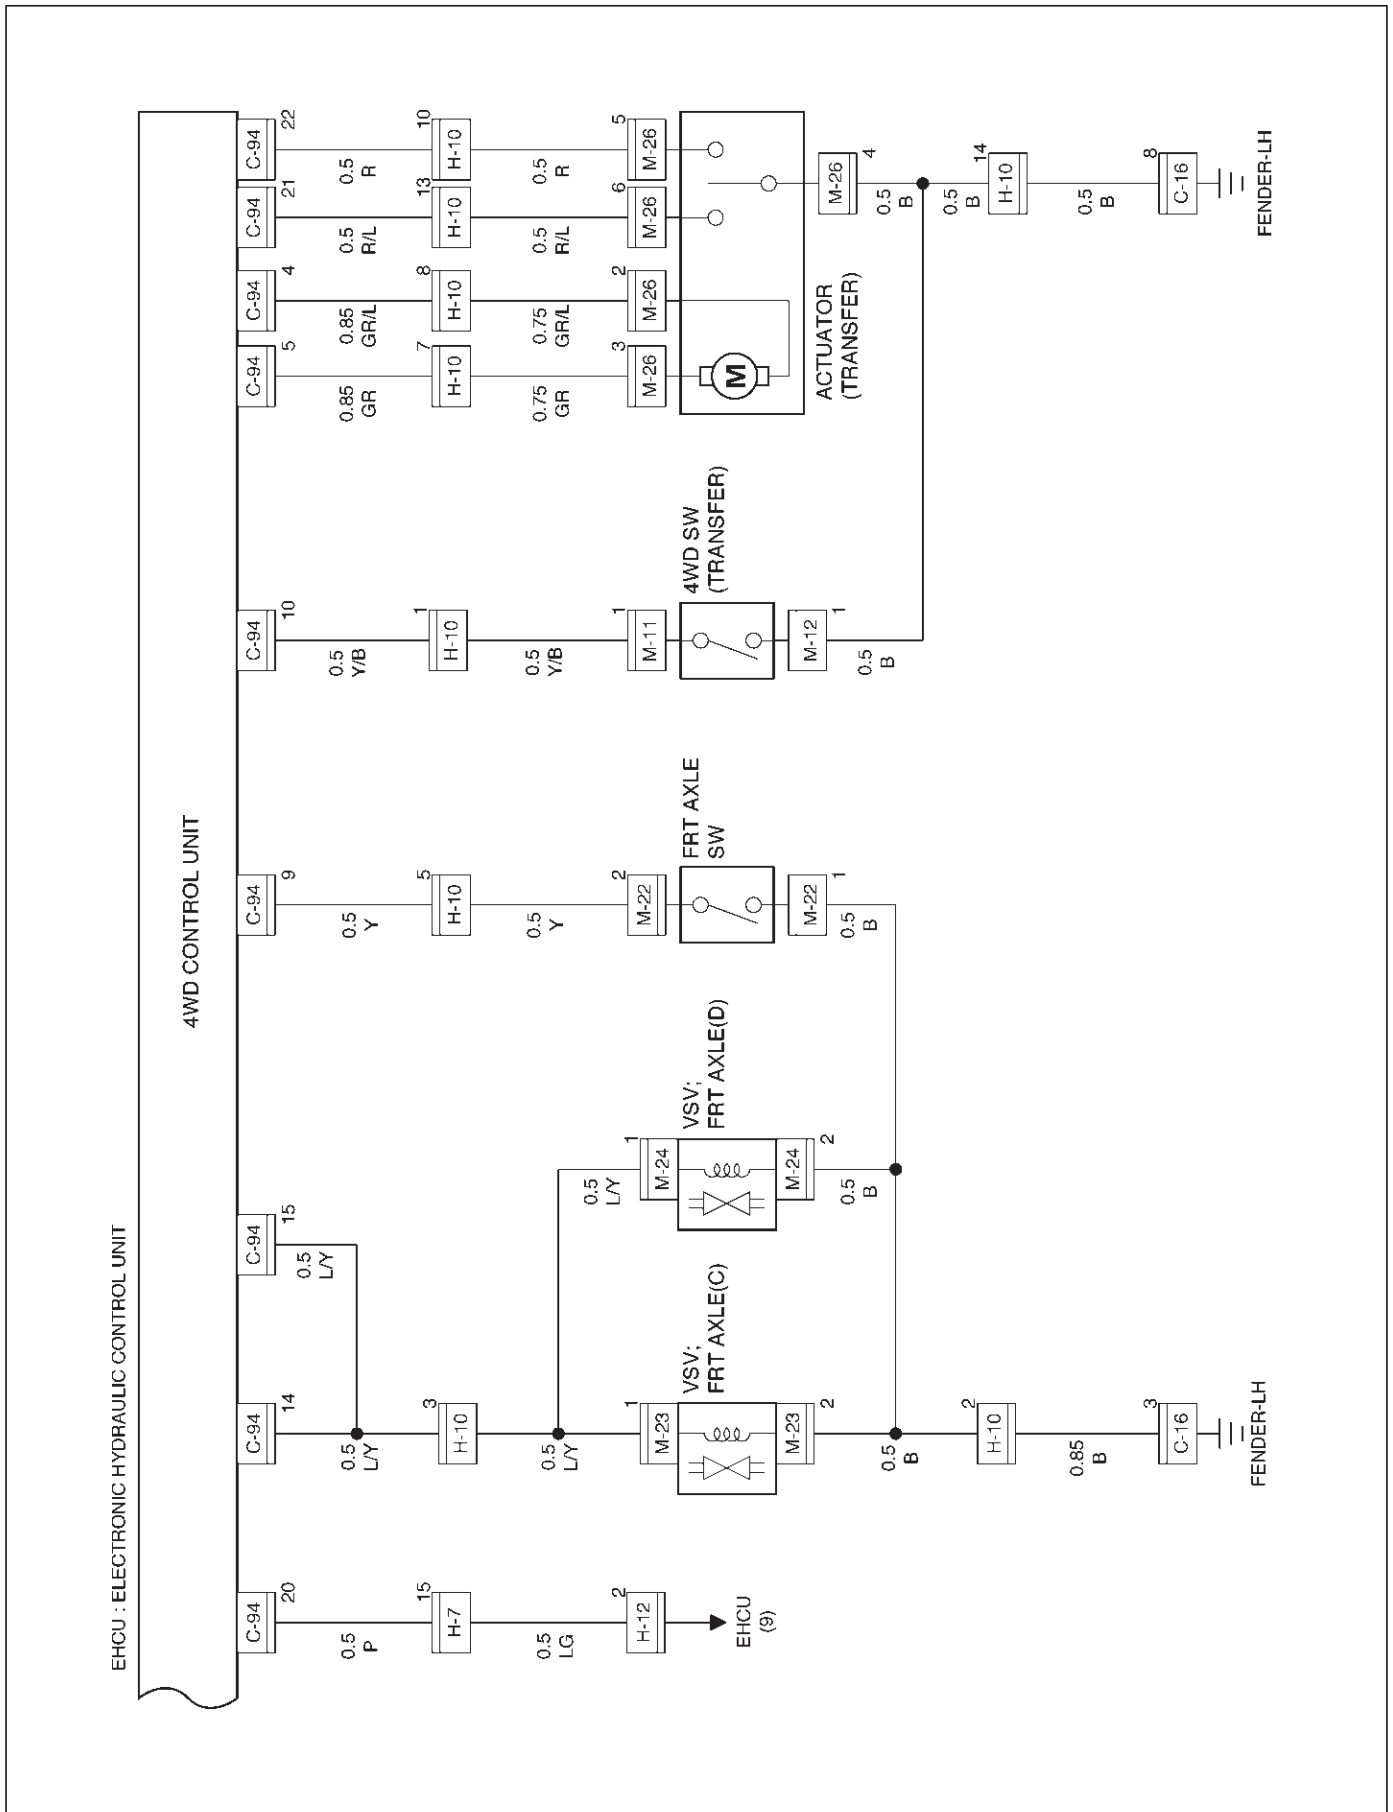 EHCU : ELECTRONIC HYDRAULIC CONTROL UNIT
4WD CONTROL UNIT
C-94
20
C-94
14
C-94
15
C-94
9
C-94
10
C-94
5
C-94
4
C-94
21
C-94
22
0.5
P
0.5
L/Y
0.5
L/Y
0.5
Y
0.5
Y/B
0.85
GR
0.85
GR/L
0.5
R/L
0.5
R
H-7
15
H-10
3
H-10
5
H-10
1
H-10
7
H-10
8
H-10
13
H-10
10
0.5
LG
0.5
L/Y
0.5
L/Y
0.5
Y
0.5
Y/B
0.75
GR
0.75
GR/L
0.5
R/L
0.5
R
H-12
2
M-23
1
M-24
1
M-22
2
M-11
1
M-26
3
M-26
2
M-26
6
M-26
5
EHCU
(9)
VSV;
FRT AXLE(C)
VSV;
FRT AXLE(D)
FRT AXLE
SW
4WD SW
(TRANSFER)
M
ACTUATOR
(TRANSFER)
M-23
2
M-24
2
M-22
1
M-12
1
M-26
4
0.5
B
0.5
B
0.5
B
0.5
B
0.5
B
0.5
B
H-10
2
H-10
14
0.85
B
0.5
B
C-16
3
C-16
8
FENDER-LH
FENDER-LH